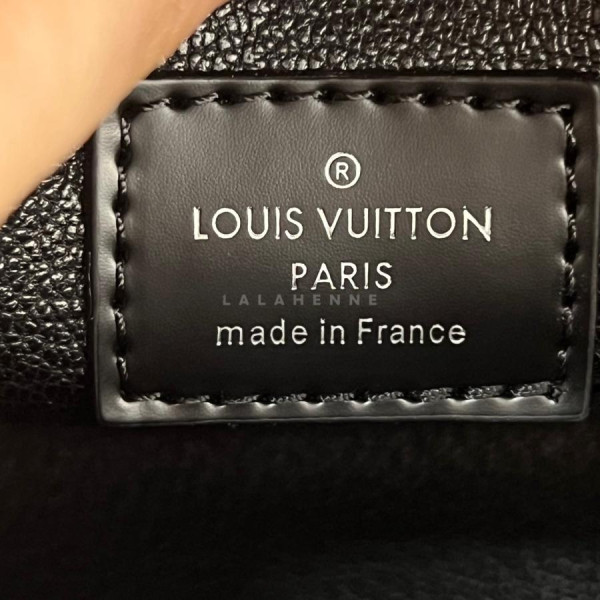 ®
LOUIS VUITTON
PARIS
LALAHENNE
made in France